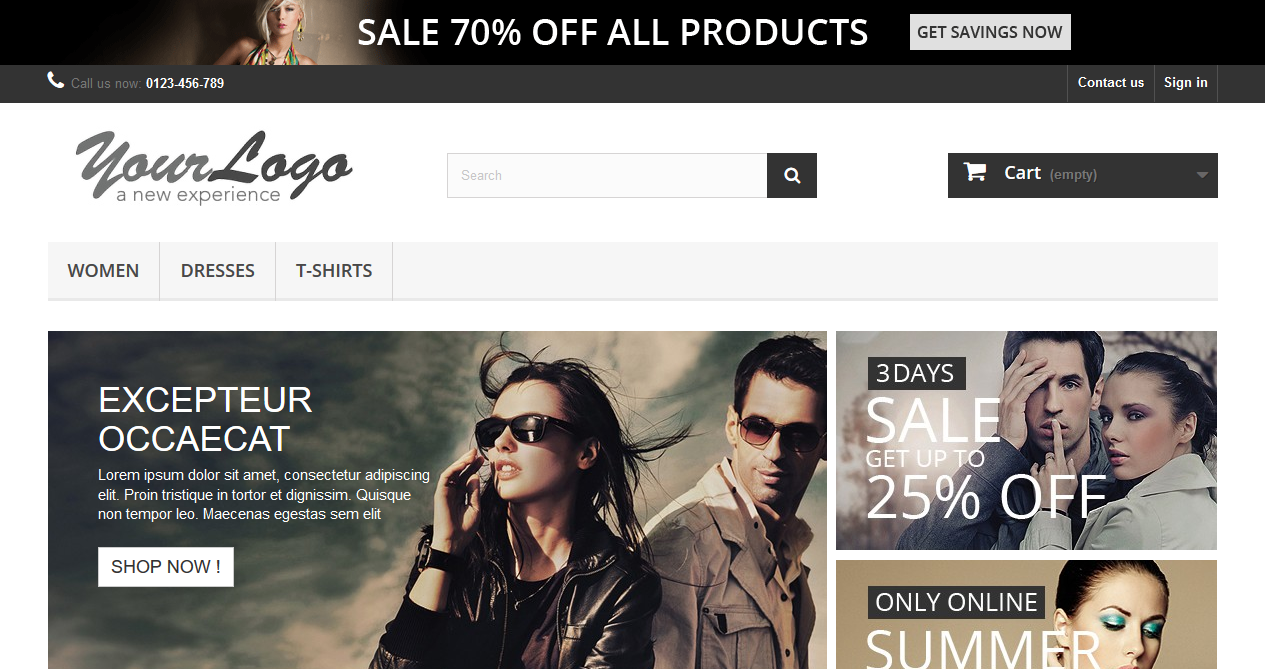 SALE 70% OFF ALL PRODUCTS
GET SAVINGS NOW
Call us now: 0123-456-789
Contact us
Sign in
YourLogo
a new experience
Search
Cart (empty)
WOMEN
DRESSES
T-SHIRTS
EXCEPTEUR
OCCAECAT
Lorem ipsum dolor sit amet, consectetur adipiscing
elit. Proin tristique in tortor et dignissim. Quisque
non tempor leo. Maecenas egestas sem elit
SHOP NOW !
3 DAYS
SALE
GET UP TO
25% OFF
ONLY ONLINE
SUMMER